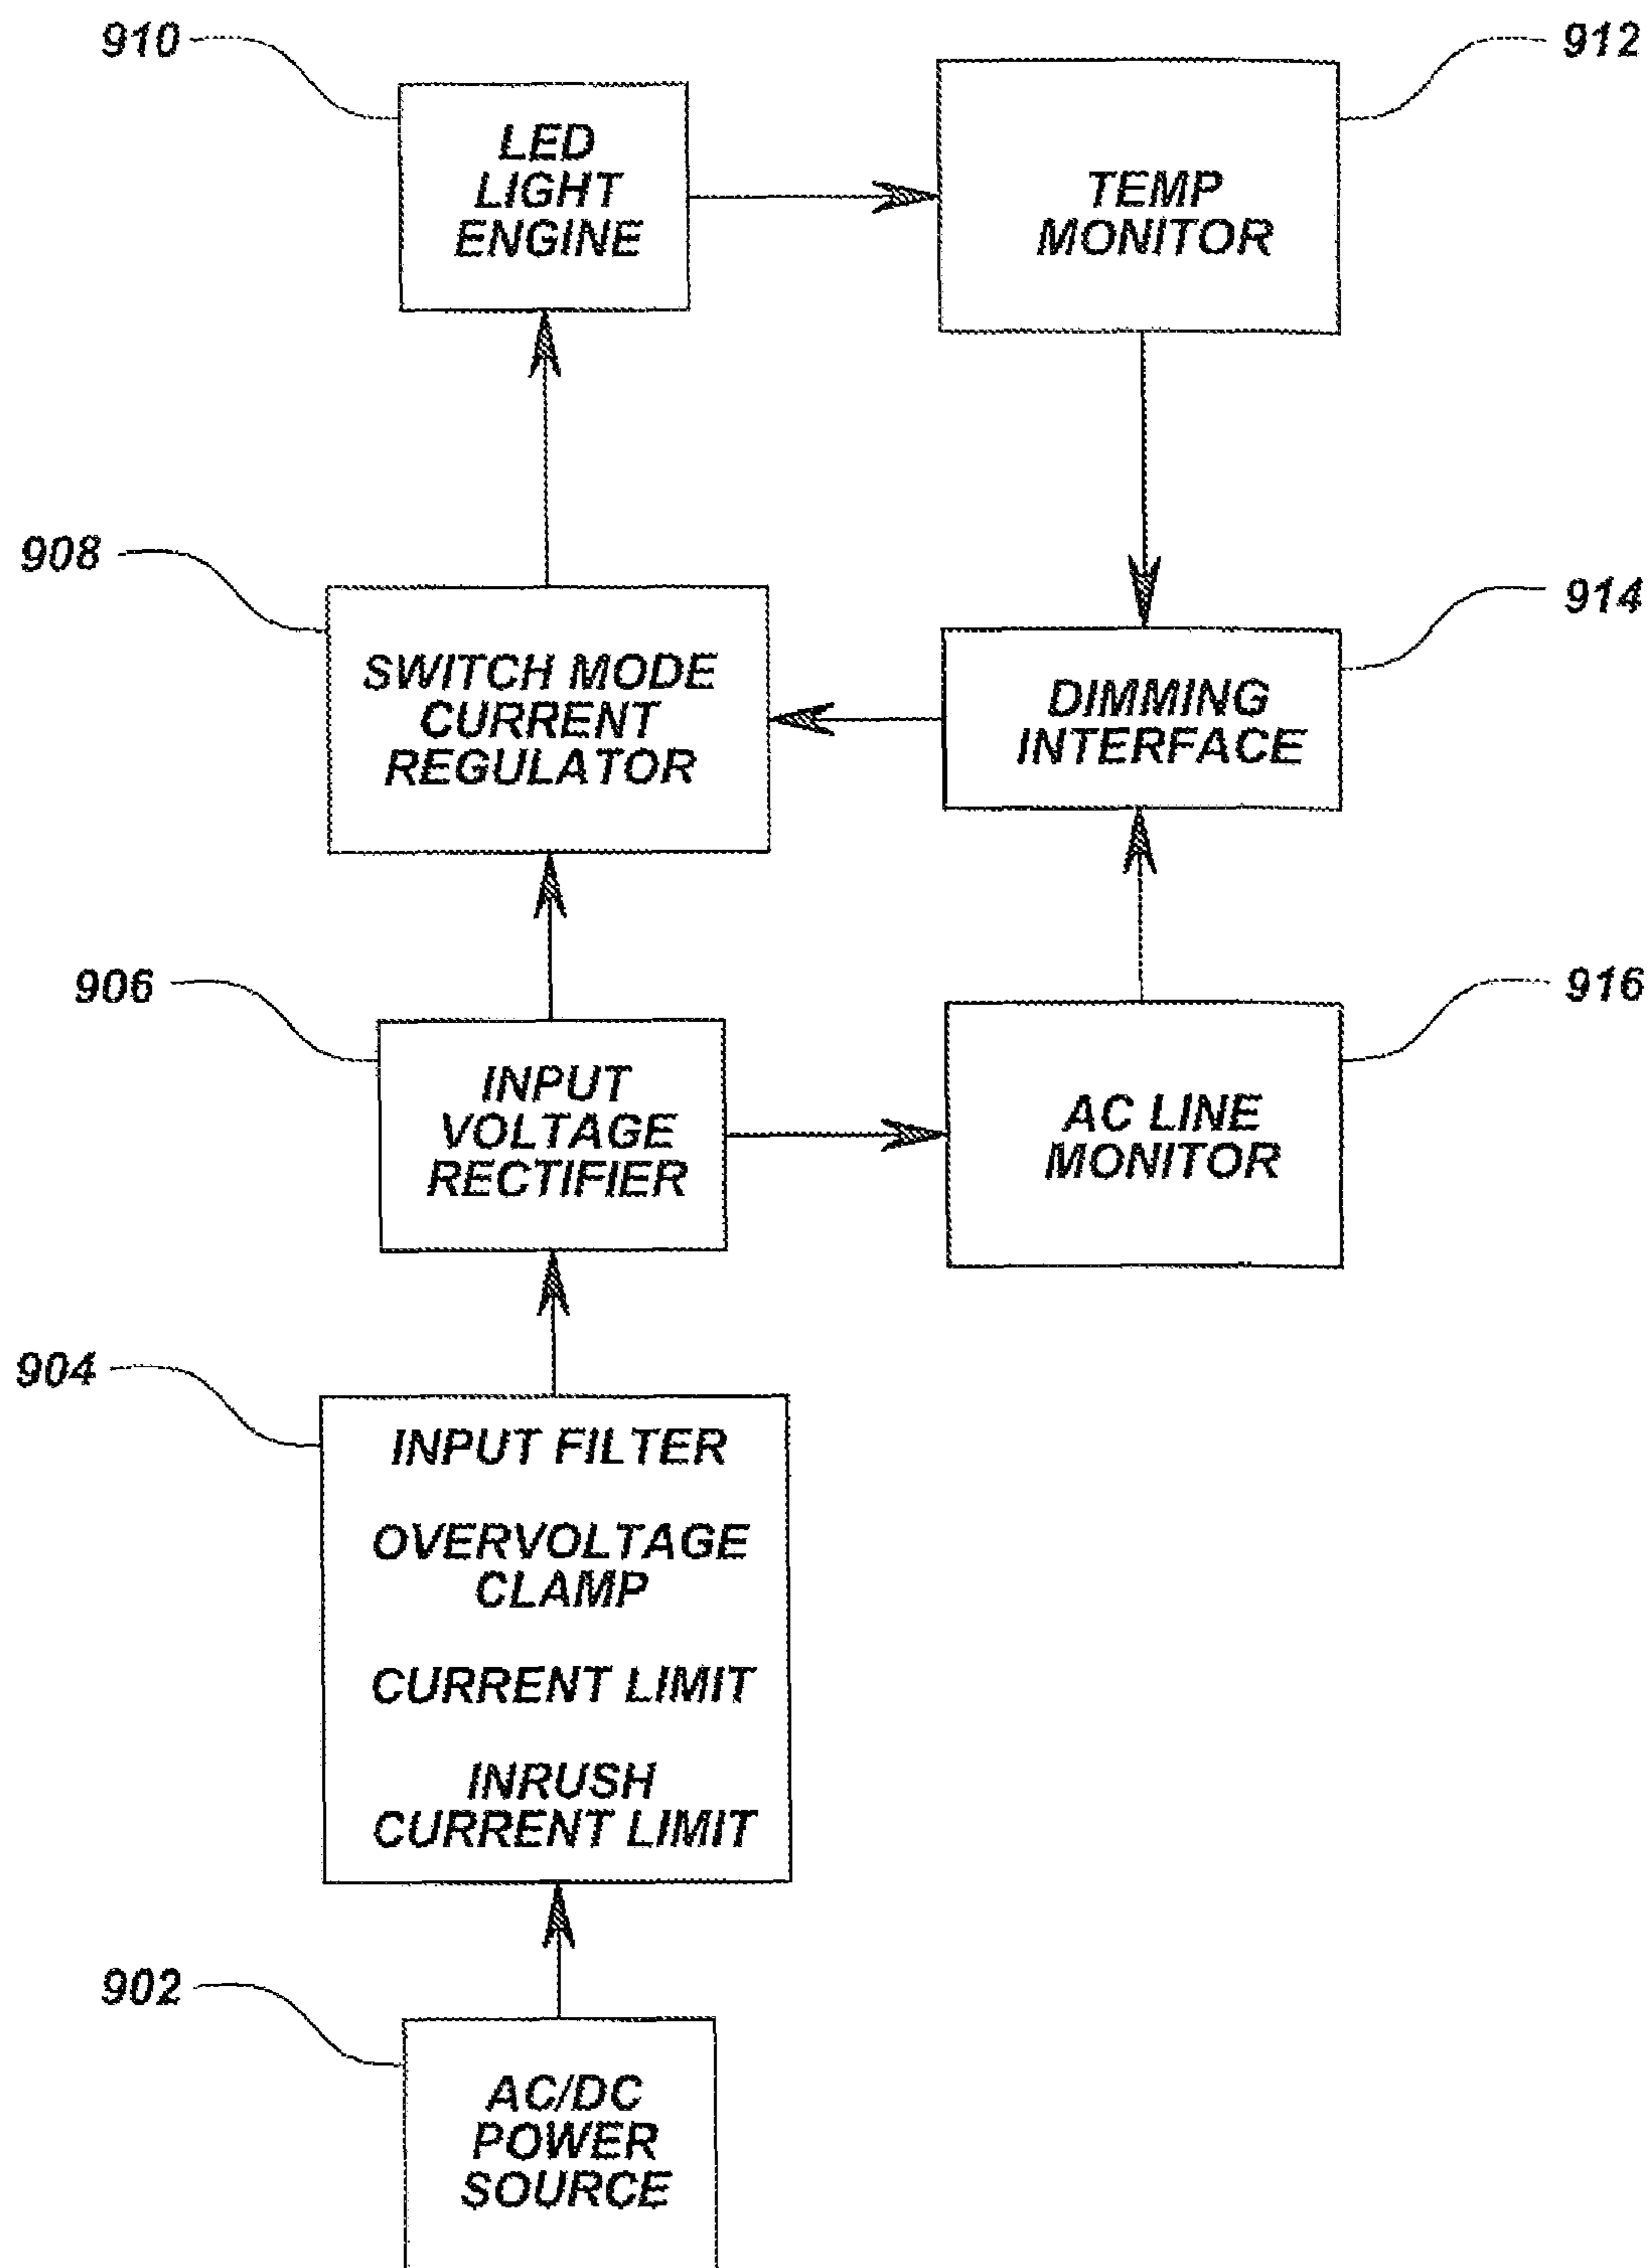 910
LED
LIGHT
ENGINE
912
TEMP
MONITOR
908
SWITCH MODE
CURRENT
REGULATOR
914
DIMMING
INTERFACE
906
INPUT
VOLTAGE
RECTIFIER
916
AC LINE
MONITOR
904
INPUT FILTER
OVERVOLTAGE
CLAMP
CURRENT LIMIT
INRUSH
CURRENT LIMIT
902
AC/DC
POWER
SOURCE